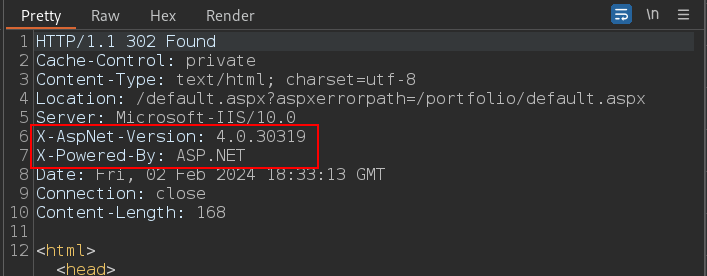 Pretty Raw Hex Render \n
1 HTTP/1.1 302 Found
2 Cache-Control: private
3 Content-Type: text/html; charset=utf-8
4 Location: /default.aspx?aspxerrorpath=/portfolio/default.aspx
5 Server: Microsoft-IIS/10.0
6 X-AspNet-Version: 4.0.30319
7 X-Powered-By: ASP.NET
8 Date: Fri, 02 Feb 2024 18:33:13 GMT
9 Connection: close
10 Content-Length: 168
11
12 <html>
<head>